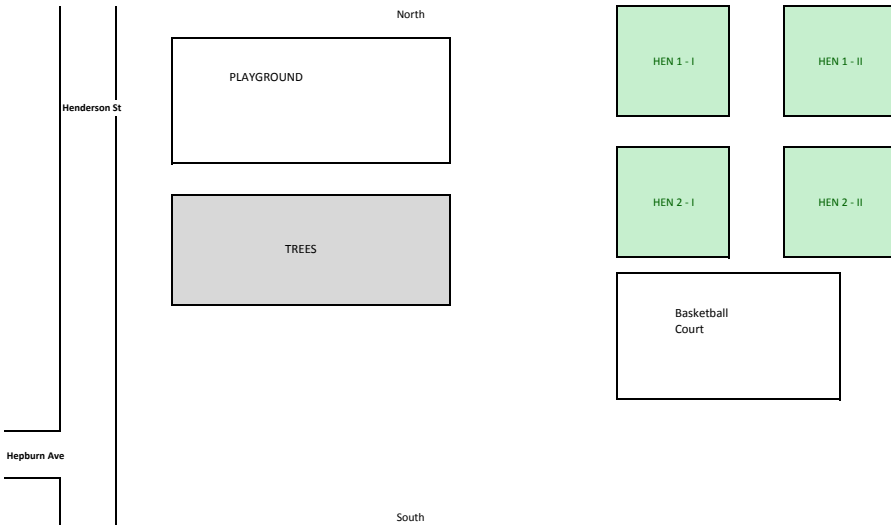 North
HEN 1 - I
HEN 1 - II
PLAYGROUND
Henderson St
HEN 2 - I
HEN 2 - II
TREES
Basketball
Court
Hepburn Ave
South